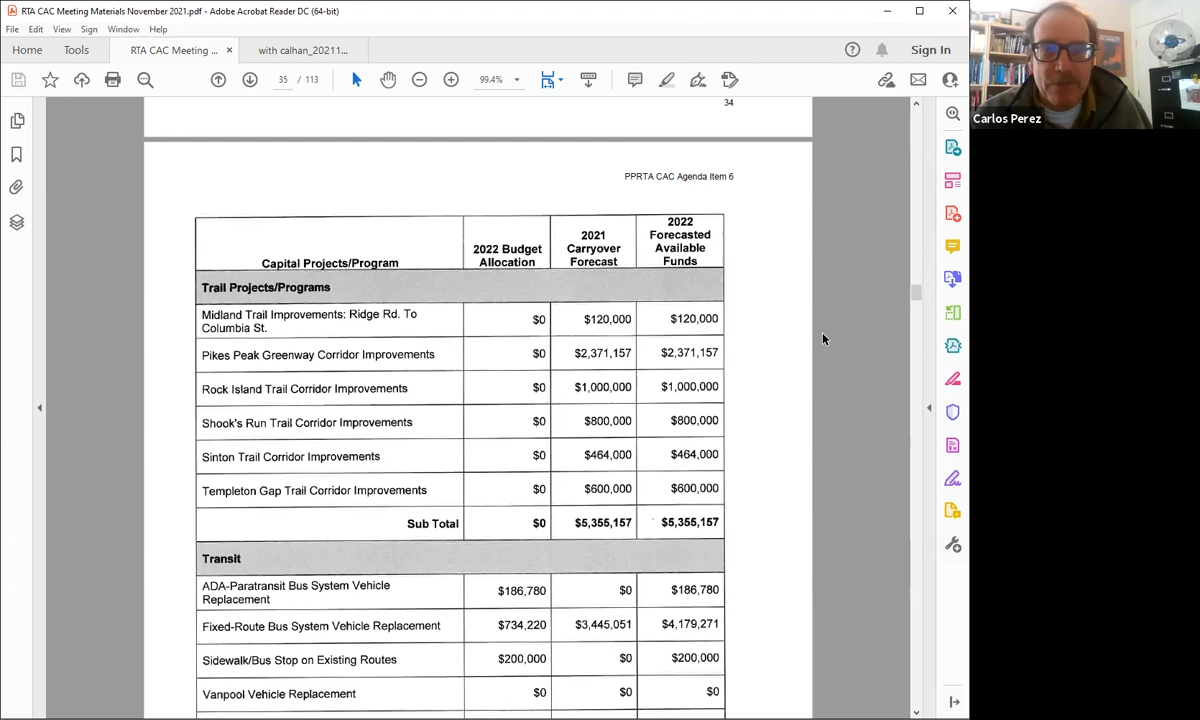 RTA CAC Meeting Materials November 2021.pdf - Adobe Acrobat Reader DC (64-bit)
File Edit View Sign Window Help
Home Tools RTA CAC Meeting ... × with calhan_20211... Sign In
35 / 113 99.4%
Carlos Perez
34
PPRTA CAC Agenda Item 6
Capital Projects/Program 2022 Budget Allocation 2021 Carryover Forecast 2022 Forecasted Available Funds
Trail Projects/Programs
Midland Trail Improvements: Ridge Rd. To Columbia St. $0 $120,000 $120,000
Pikes Peak Greenway Corridor Improvements $0 $2,371,157 $2,371,157
Rock Island Trail Corridor Improvements $0 $1,000,000 $1,000,000
Shook's Run Trail Corridor Improvements $0 $800,000 $800,000
Sinton Trail Corridor Improvements $0 $464,000 $464,000
Templeton Gap Trail Corridor Improvements $0 $600,000 $600,000
Sub Total $0 $5,355,157 $5,355,157
Transit
ADA-Paratransit Bus System Vehicle Replacement $186,780 $0 $186,780
Fixed-Route Bus System Vehicle Replacement $734,220 $3,445,051 $4,179,271
Sidewalk/Bus Stop on Existing Routes $200,000 $0 $200,000
Vanpool Vehicle Replacement $0 $0 $0